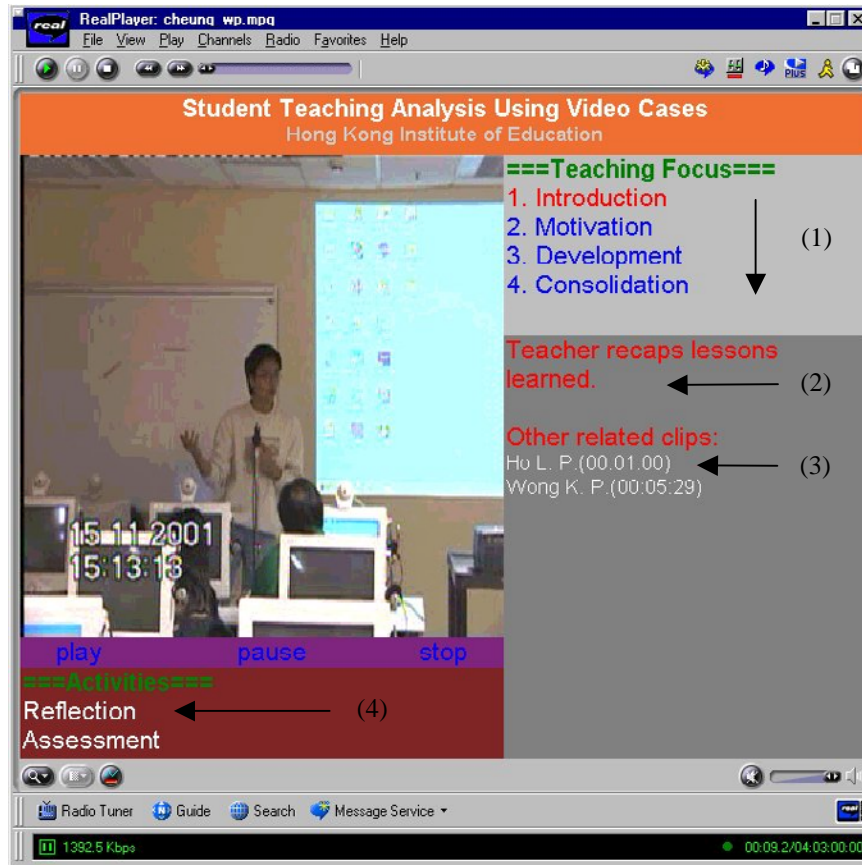 real
RealPlayer: cheung_wp.mpg
File View Play Channels Radio Favorites Help
PLUS
Student Teaching Analysis Using Video Cases
Hong Kong Institute of Education
===Teaching Focus===
1. Introduction
2. Motivation
3. Development
4. Consolidation
(1)
Teacher recaps lessons
learned.
(2)
Other related clips:
Ho L. P.(00.01.00)
(3)
Wong K. P.(00:05:29)
15 11 2001
15:13:13
play pause stop
===Activities===
Reflection
(4)
Assessment
Radio Tuner Guide Search Message Service
real
1392.5 Kbps
00:09.2/04:03:00:00